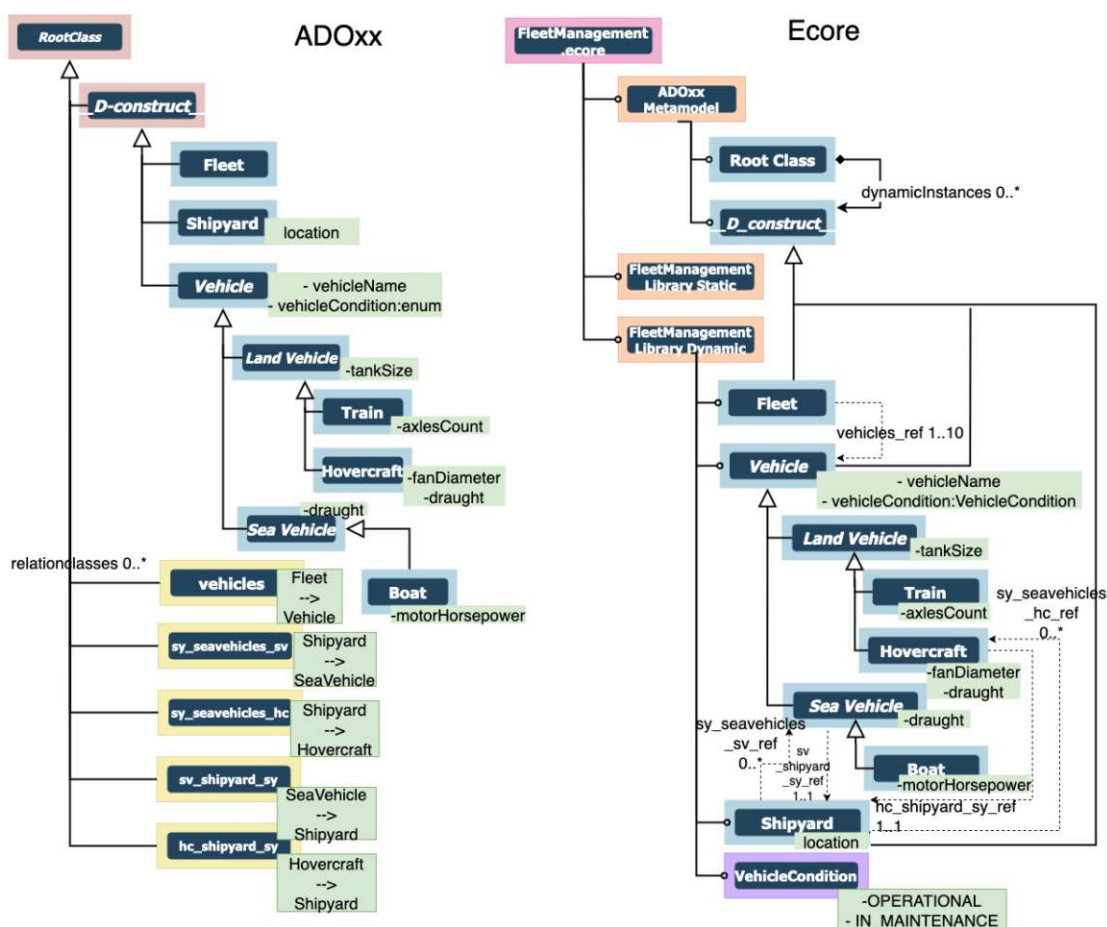 ADOxx
RootClass
_D-construct_
Fleet
Shipyard
location
Vehicle
- vehicleName
- vehicleCondition:enum
Land Vehicle
-tankSize
Train
-axlesCount
Hovercraft
-fanDiameter
-draught
-draught
Sea Vehicle
Boat
-motorHorsepower
relationclasses 0..*
vehicles
Fleet
-->
Vehicle
sy_seavehicles_sv
Shipyard
-->
SeaVehicle
sy_seavehicles_hc
Shipyard
-->
Hovercraft
sv_shipyard_sy
SeaVehicle
-->
Shipyard
hc_shipyard_sy
Hovercraft
-->
Shipyard
Ecore
FleetManagement
.ecore
ADOxx
Metamodel
Root Class
dynamicInstances 0..*
__D_construct__
FleetManagement
Library Static
FleetManagement
Library Dynamic
Fleet
vehicles_ref 1..10
Vehicle
- vehicleName
- vehicleCondition:VehicleCondition
Land Vehicle
-tankSize
Train
-axlesCount
sy_seavehicles
_hc_ref
0..*
Hovercraft
-fanDiameter
-draught
Sea Vehicle
-draught
sy_seavehicles
_sv_ref
0..*
sv
_shipyard
_sy_ref
1..1
Boat
-motorHorsepower
hc_shipyard_sy_ref
1..1
Shipyard
location
VehicleCondition
-OPERATIONAL
- IN_MAINTENANCE